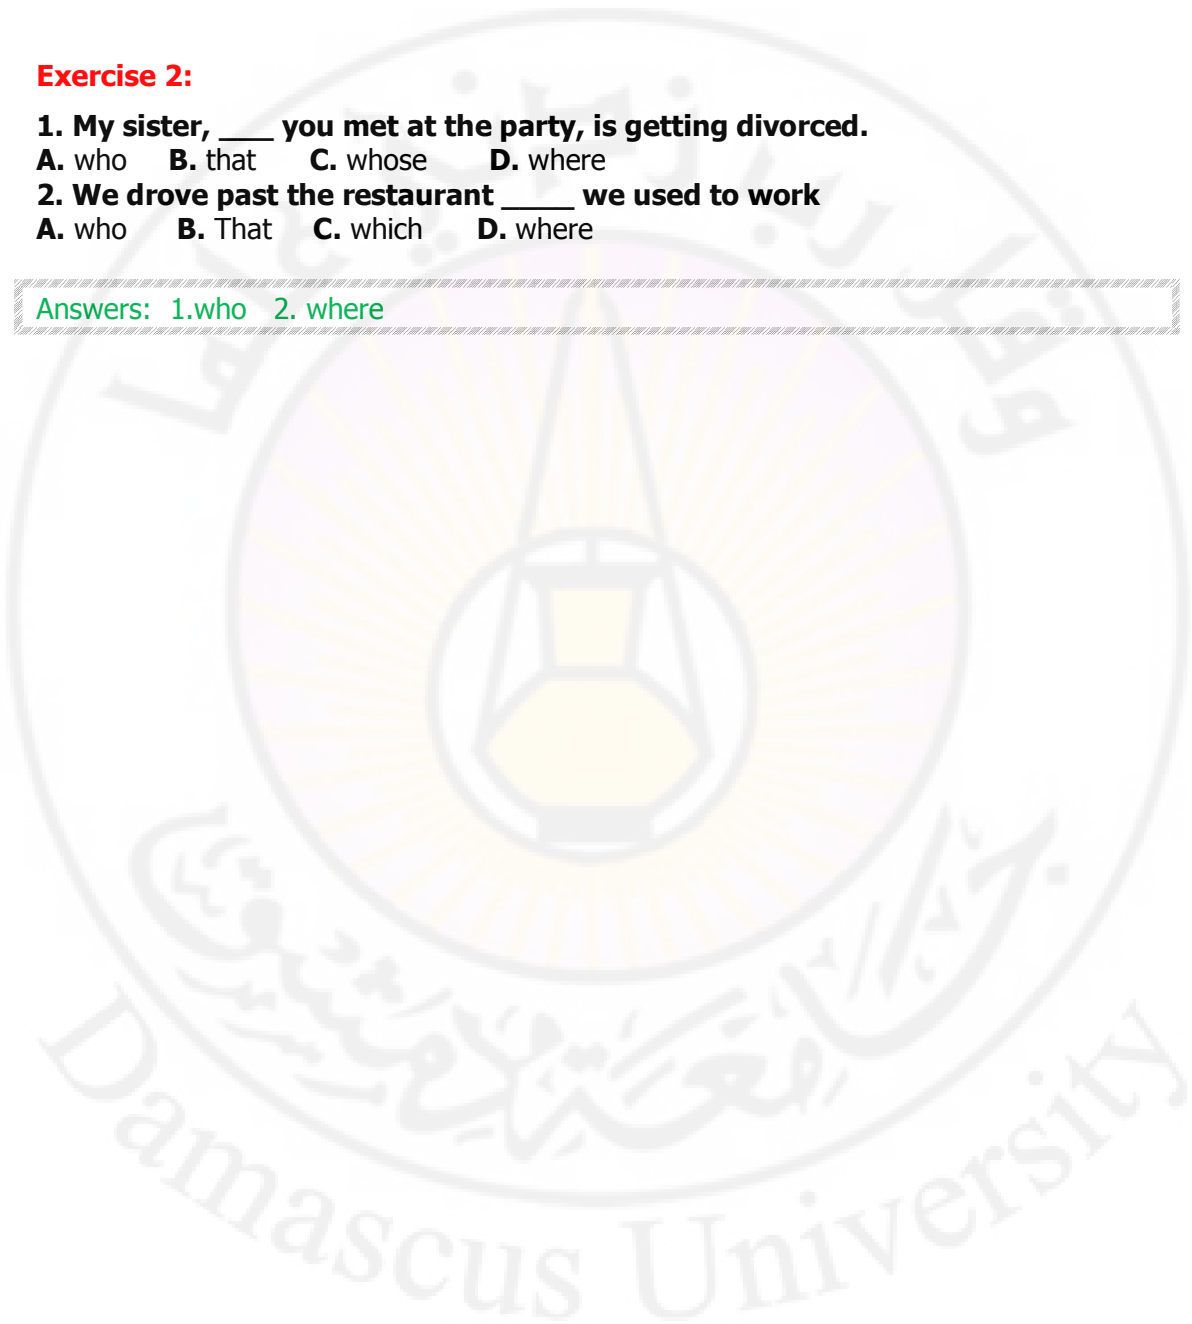 Exercise 2:
1. My sister, ___ you met at the party, is getting divorced.
A. who B. that C. whose D. where
2. We drove past the restaurant ____ we used to work
A. who B. That C. which D. where
Answers: 1.who 2. where
جامعة دمشق
Damascus University